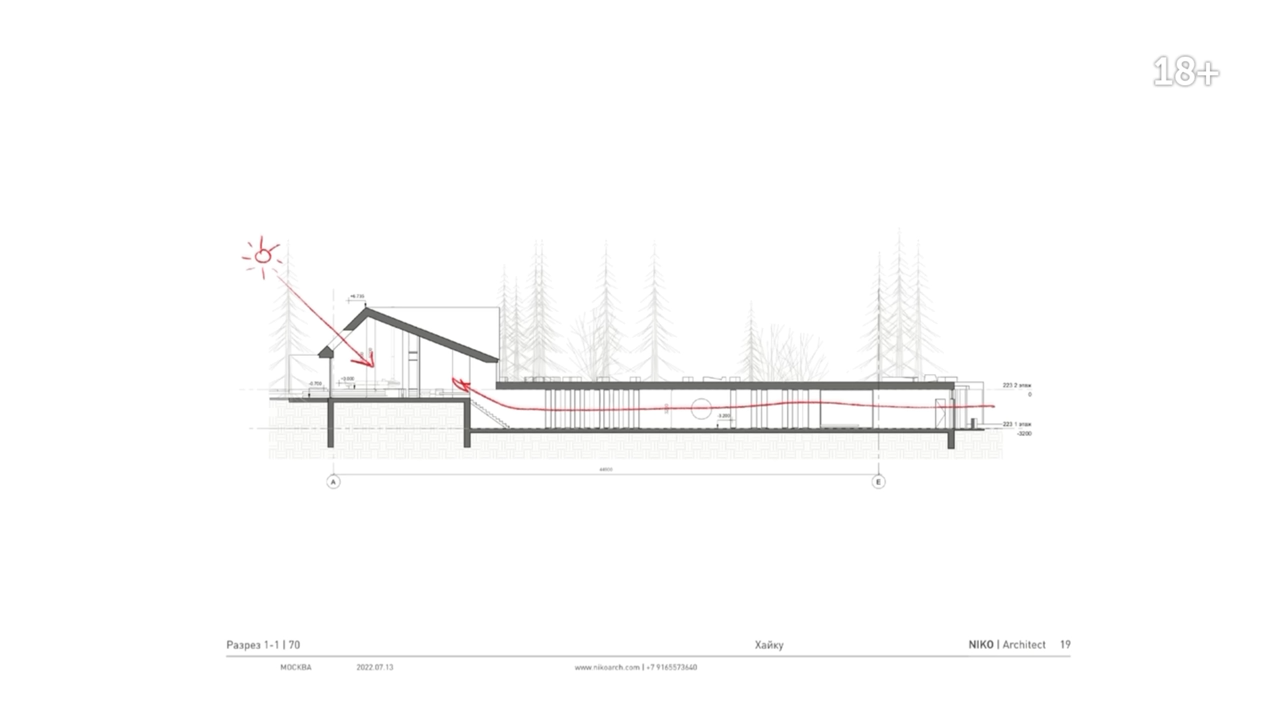 18+
+6.735
-0.750
+0.000
223 2 этаж
0
-3.200
223 1 этаж
-3200
А
Е
Разрез 1-1 | 70
Хайку
NIKO | Architect 19
МОСКВА
2022.07.13
www.nikoarch.com | +7 9165573640